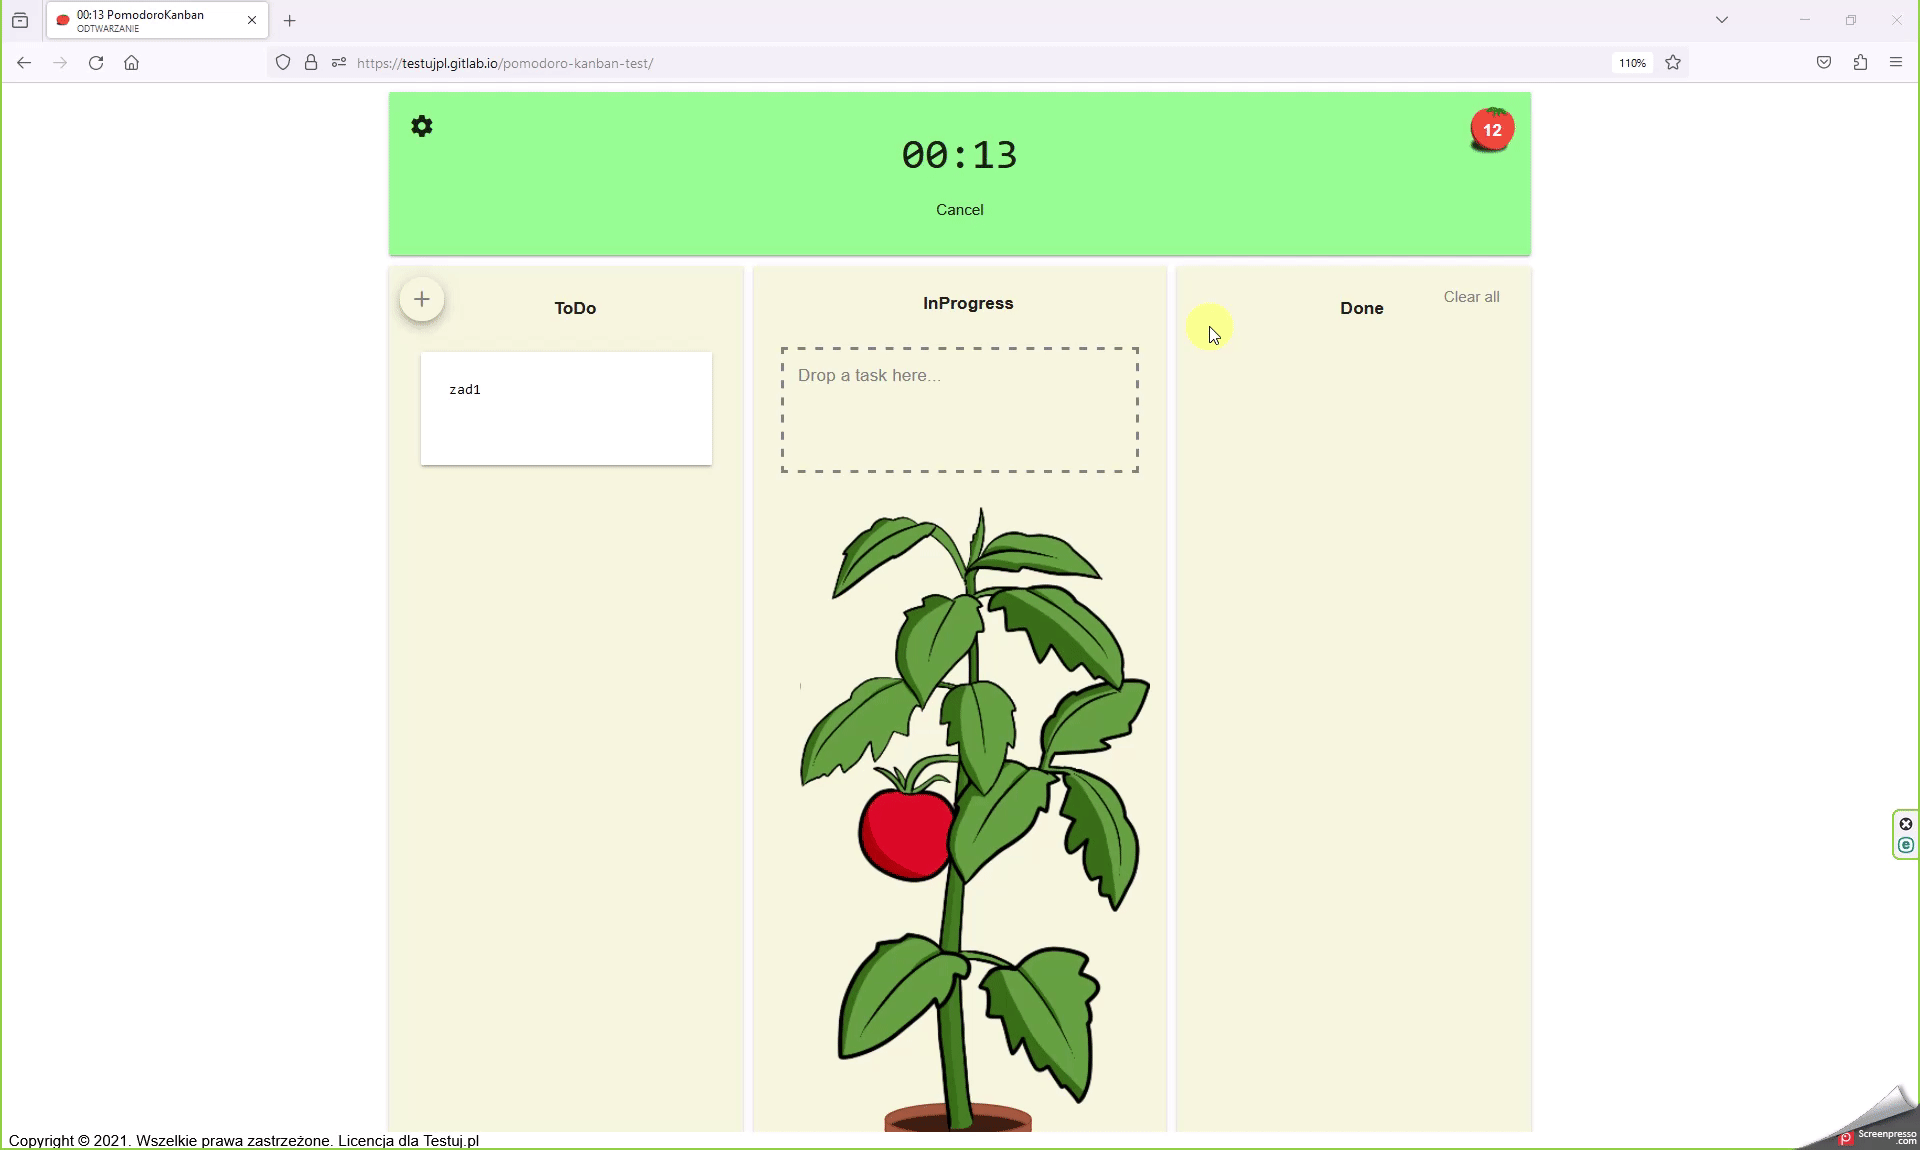 00:13 PomodoroKanban
ODTWARZANIE
https://testujpl.gitlab.io/pomodoro-kanban-test/
110%
12
00:13
Cancel
ToDo
InProgress
Done
Clear all
zad1
Drop a task here...
Copyright © 2021. Wszelkie prawa zastrzeżone. Licencja dla Testuj.pl
Screenpresso
.com